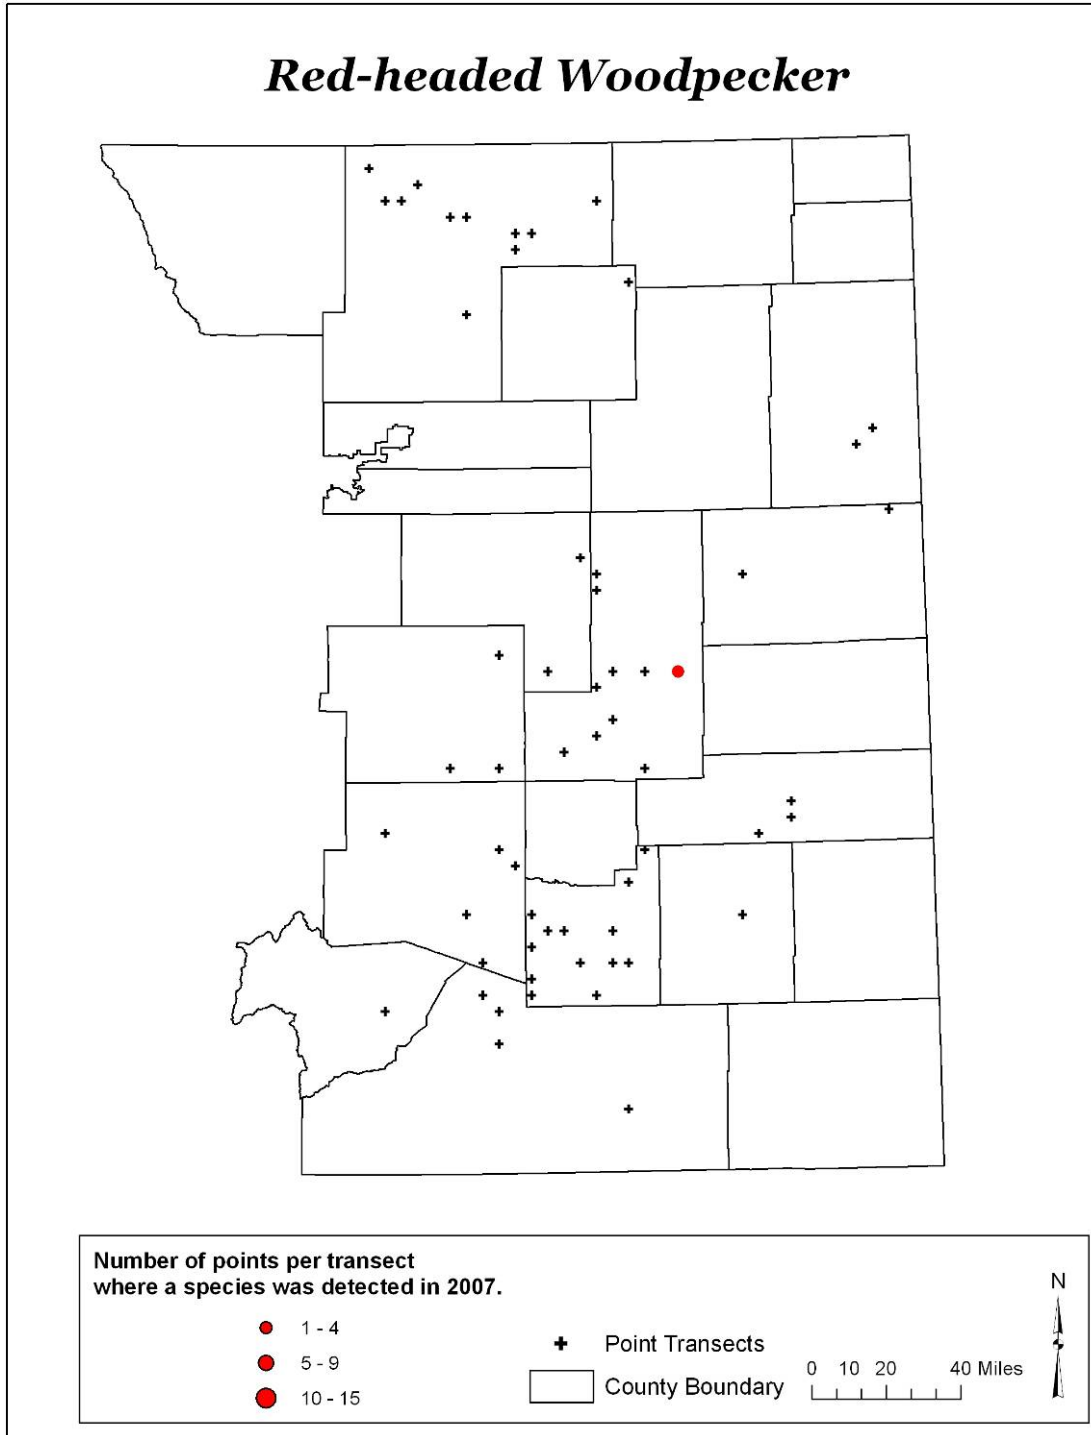 Red-headed Woodpecker
Number of points per transect
where a species was detected in 2007.
1 - 4
5 - 9
10 - 15
Point Transects
County Boundary
N
0 10 20 40 Miles